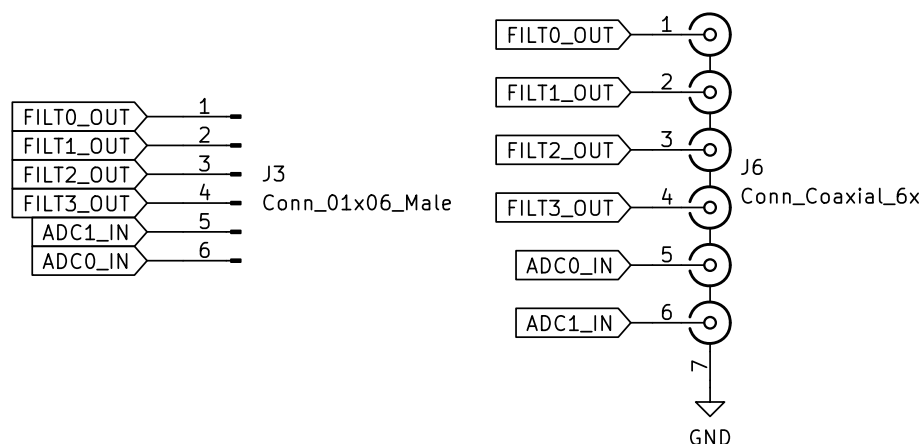 FILT0_OUT 1
FILT1_OUT 2
FILT2_OUT 3
FILT3_OUT 4
ADC1_IN 5
ADC0_IN 6
J3
Conn_01x06_Male
FILT0_OUT 1
FILT1_OUT 2
FILT2_OUT 3
FILT3_OUT 4
ADC0_IN 5
ADC1_IN 6
7
GND
J6
Conn_Coaxial_6x